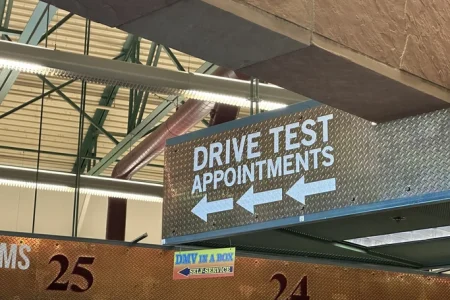 DRIVE TEST
APPOINTMENTS
MS
25
DMV IN A BOX
SELF-SERVICE
24